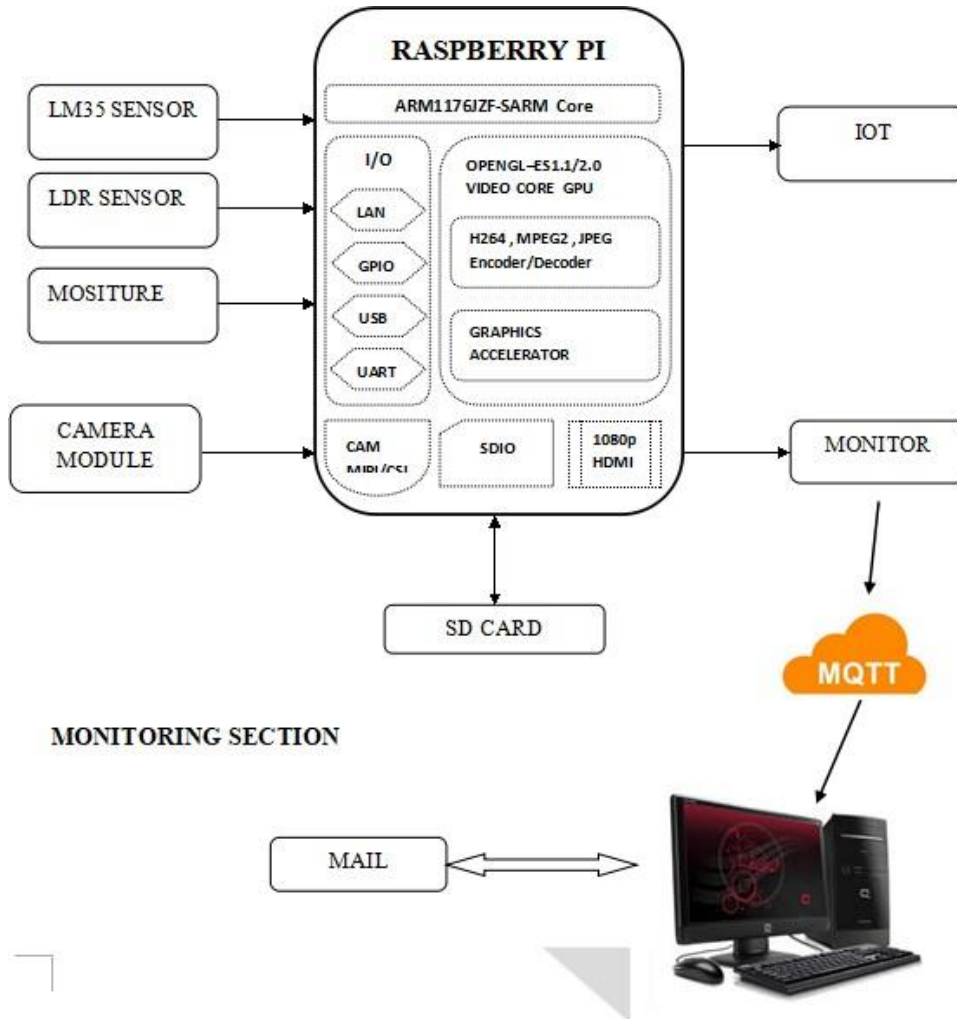 RASPBERRY PI
ARM1176JZF-SARM Core
LM35 SENSOR
LDR SENSOR
MOSITURE
CAMERA
MODULE
I/O
LAN
GPIO
USB
UART
OPENGL–ES1.1/2.0
VIDEO CORE GPU
H264 , MPEG2 , JPEG
Encoder/Decoder
GRAPHICS
ACCELERATOR
CAM
SDIO
1080p
HDMI
IOT
MONITOR
SD CARD
MQTT
MONITORING SECTION
MAIL